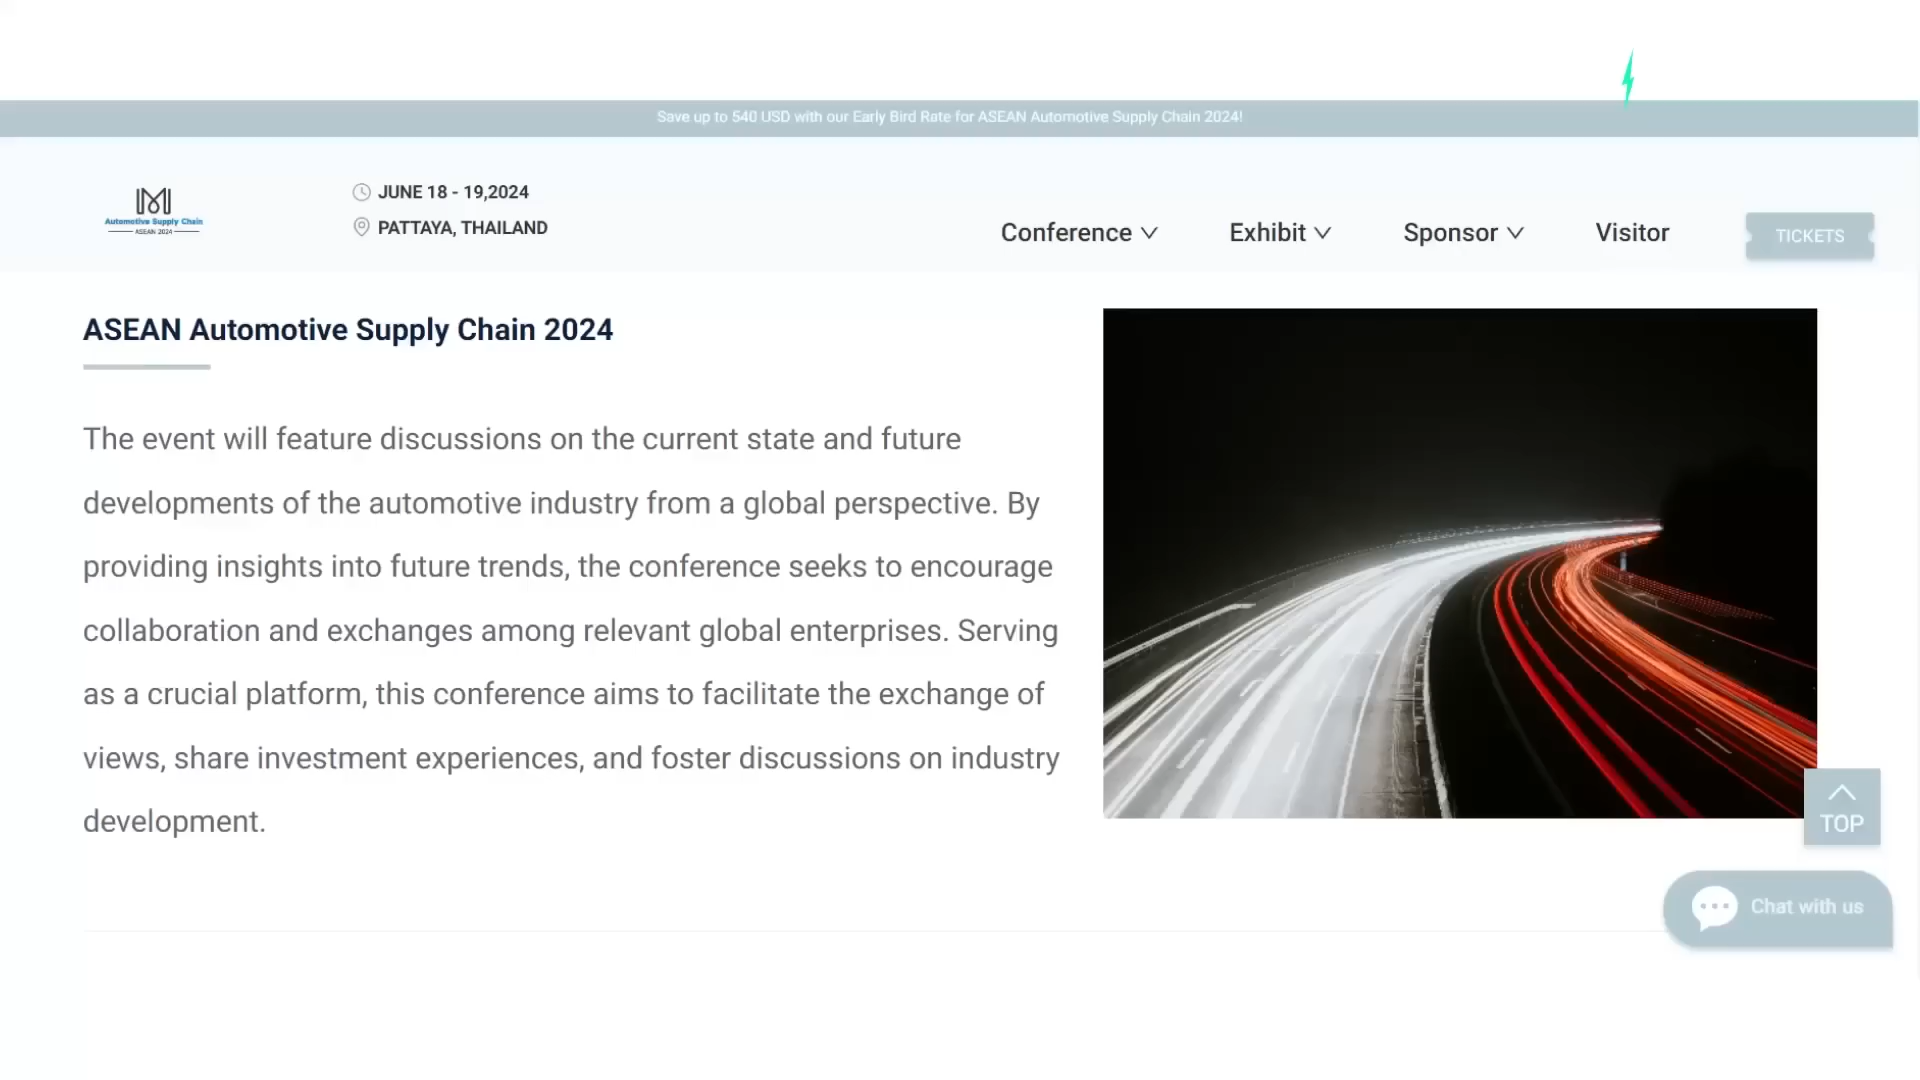 Save up to 540 USD with our Early Bird Rate for ASEAN Automotive Supply Chain 2024!
Automotive Supply Chain
ASEAN 2024
JUNE 18 - 19,2024
PATTAYA, THAILAND
Conference
Exhibit
Sponsor
Visitor
TICKETS
ASEAN Automotive Supply Chain 2024
The event will feature discussions on the current state and future
developments of the automotive industry from a global perspective. By
providing insights into future trends, the conference seeks to encourage
collaboration and exchanges among relevant global enterprises. Serving
as a crucial platform, this conference aims to facilitate the exchange of
views, share investment experiences, and foster discussions on industry
development.
TOP
Chat with us